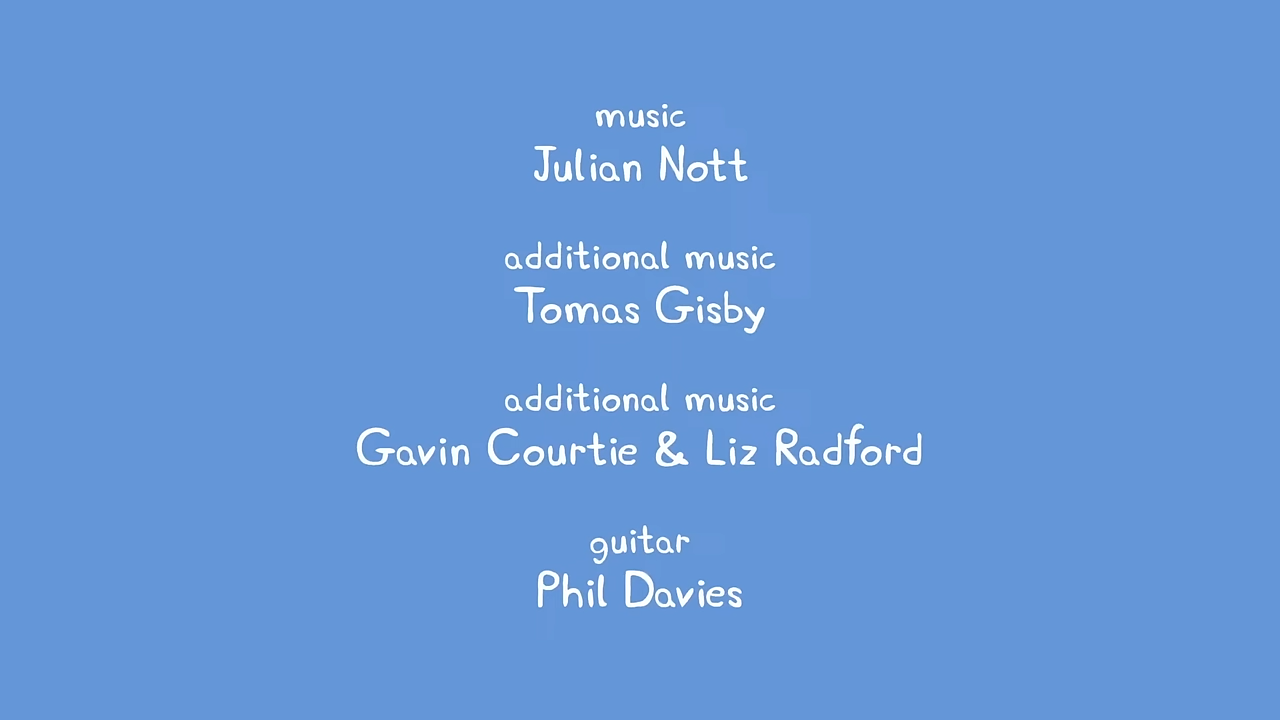 music
Julian Nott
additional music
Tomas Gisby
additional music
Gavin Courtie & Liz Radford
guitar
Phil Davies